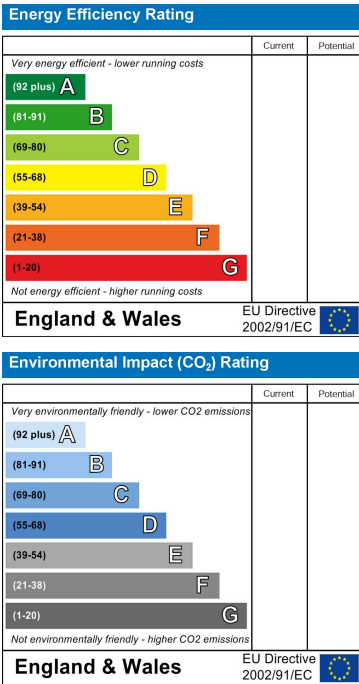 Energy Efficiency Rating
Current Potential
Very energy efficient - lower running costs
(92 plus) A
(81-91) B
(69-80) C
(55-68) D
(39-54) E
(21-38) F
(1-20) G
Not energy efficient - higher running costs
England & Wales
EU Directive
2002/91/EC
Environmental Impact (CO₂) Rating
Current Potential
Very environmentally friendly - lower CO2 emissions
(92 plus) A
(81-91) B
(69-80) C
(55-68) D
(39-54) E
(21-38) F
(1-20) G
Not environmentally friendly - higher CO2 emissions
England & Wales
EU Directive
2002/91/EC